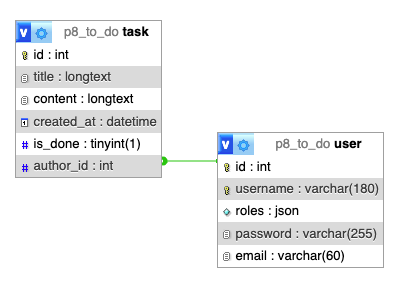 v p8_to_do task
id : int
title : longtext
content : longtext
created_at : datetime
# is_done : tinyint(1)
# author_id : int
v p8_to_do user
id : int
username : varchar(180)
roles : json
password : varchar(255)
email : varchar(60)